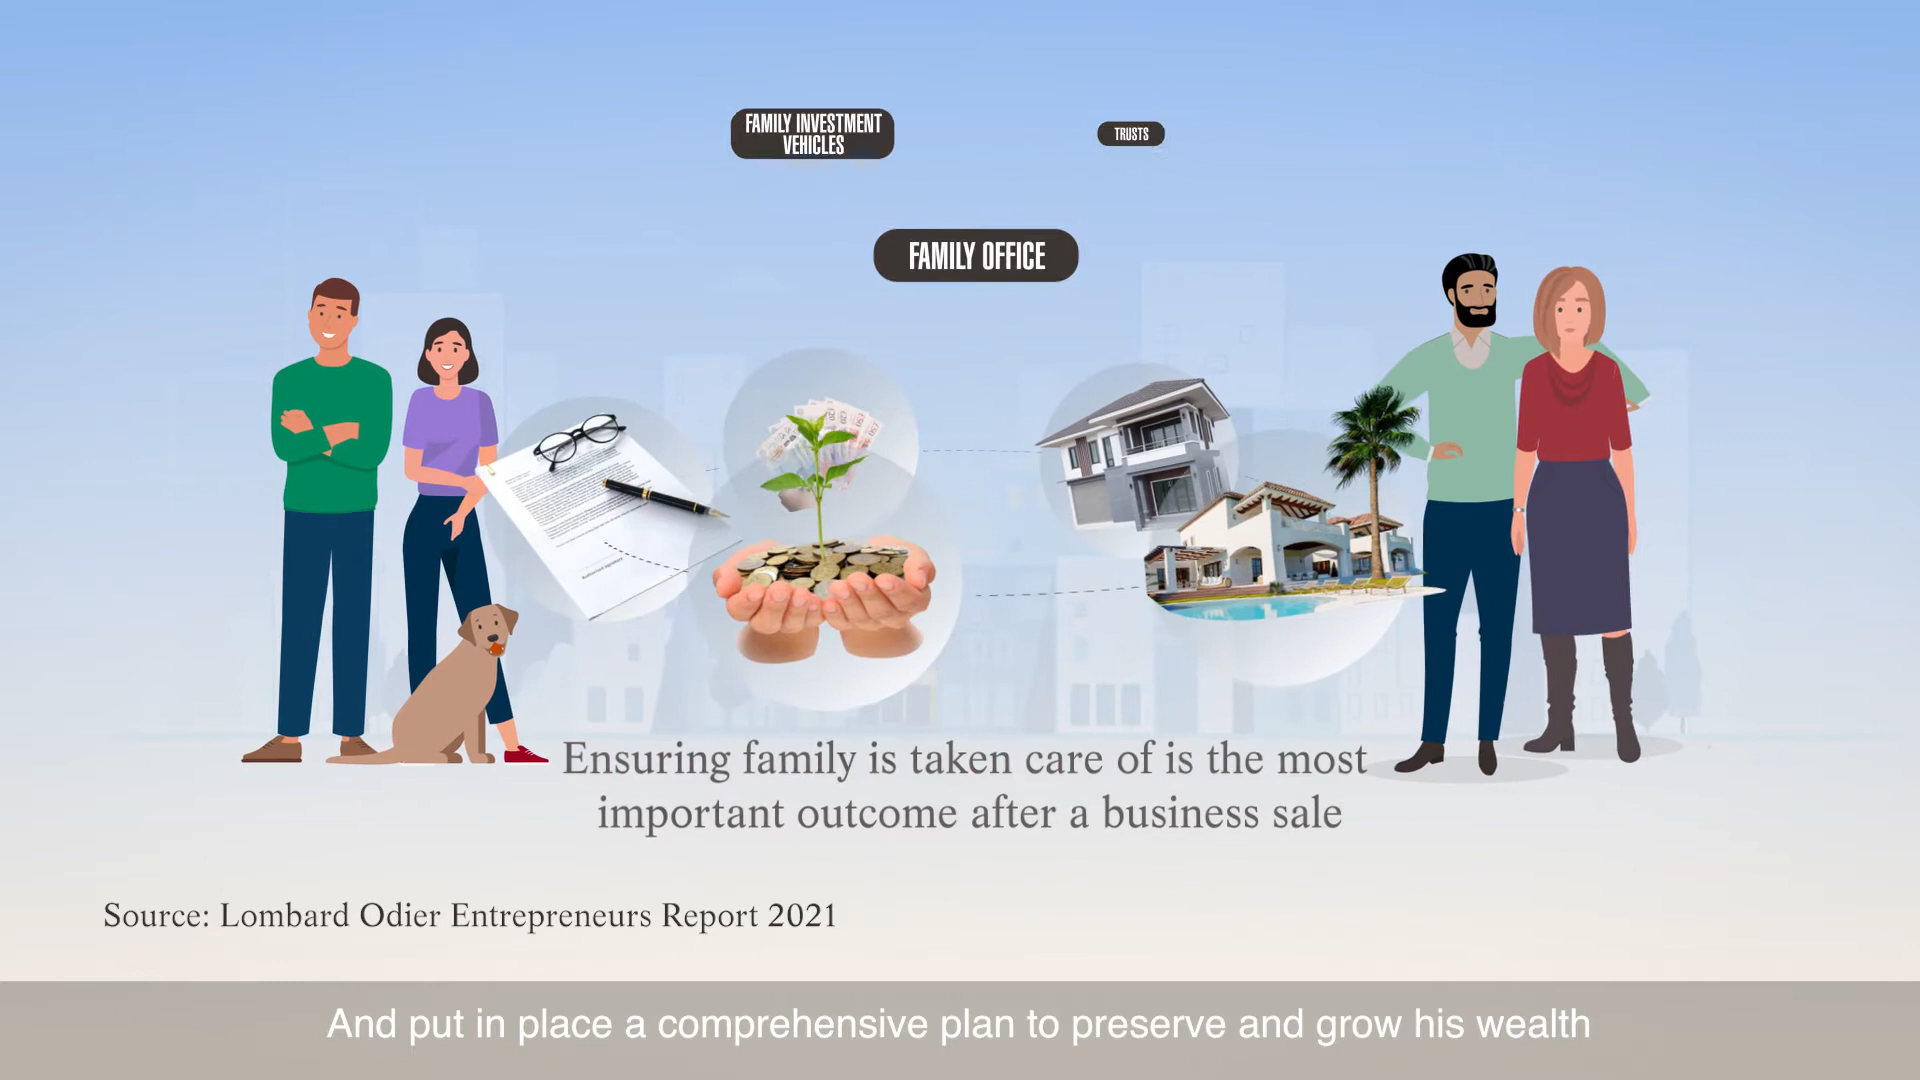 FAMILY INVESTMENT
VEHICLES
TRUSTS
FAMILY OFFICE
Ensuring family is taken care of is the most
important outcome after a business sale
Source: Lombard Odier Entrepreneurs Report 2021
And put in place a comprehensive plan to preserve and grow his wealth